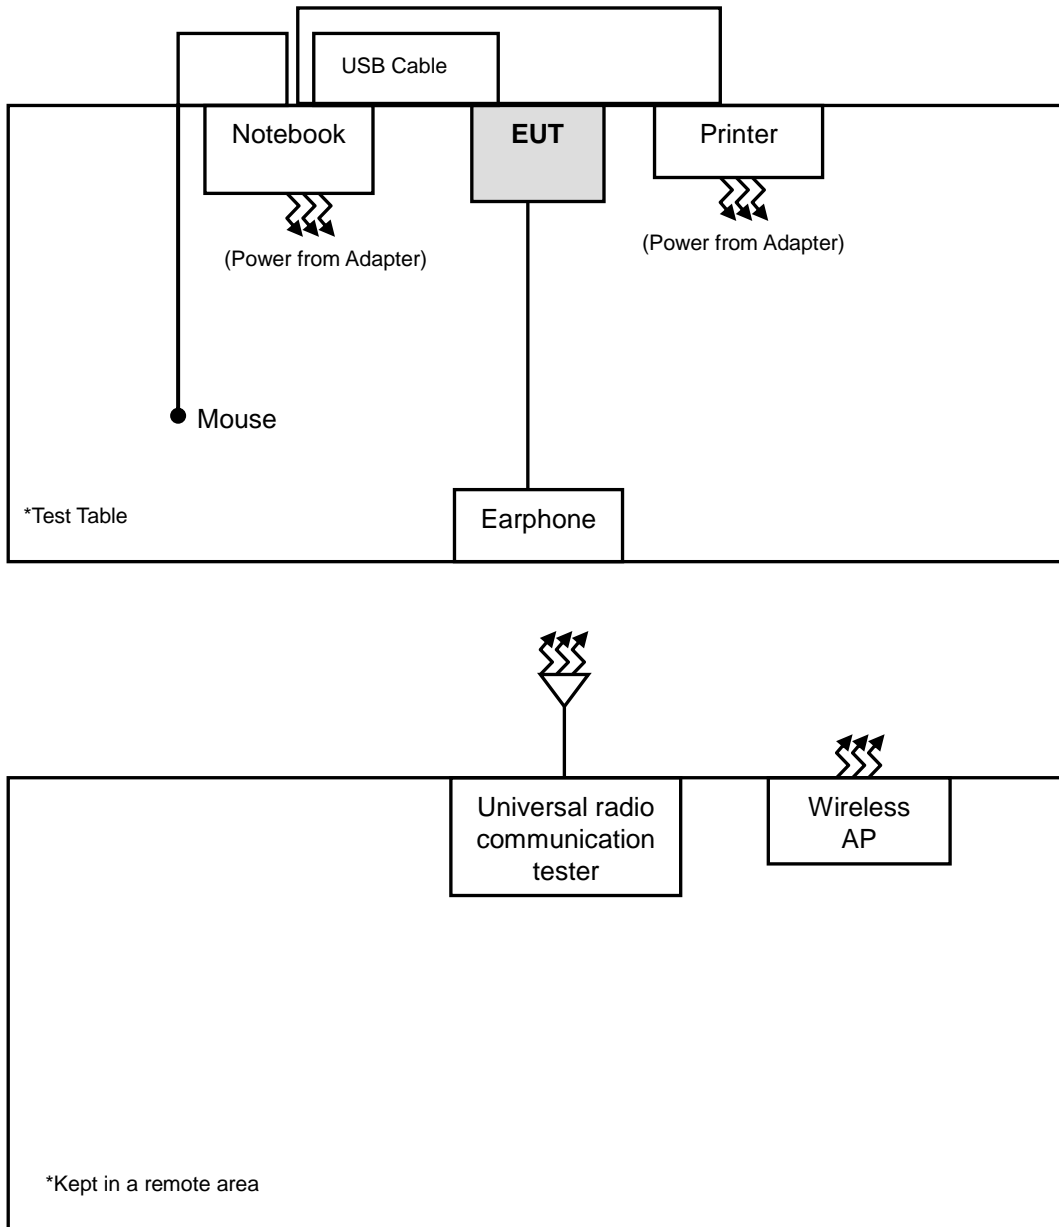 USB Cable
Notebook
EUT
Printer
(Power from Adapter)
(Power from Adapter)
Mouse
*Test Table
Earphone
Universal radio
communication
tester
Wireless
AP
*Kept in a remote area